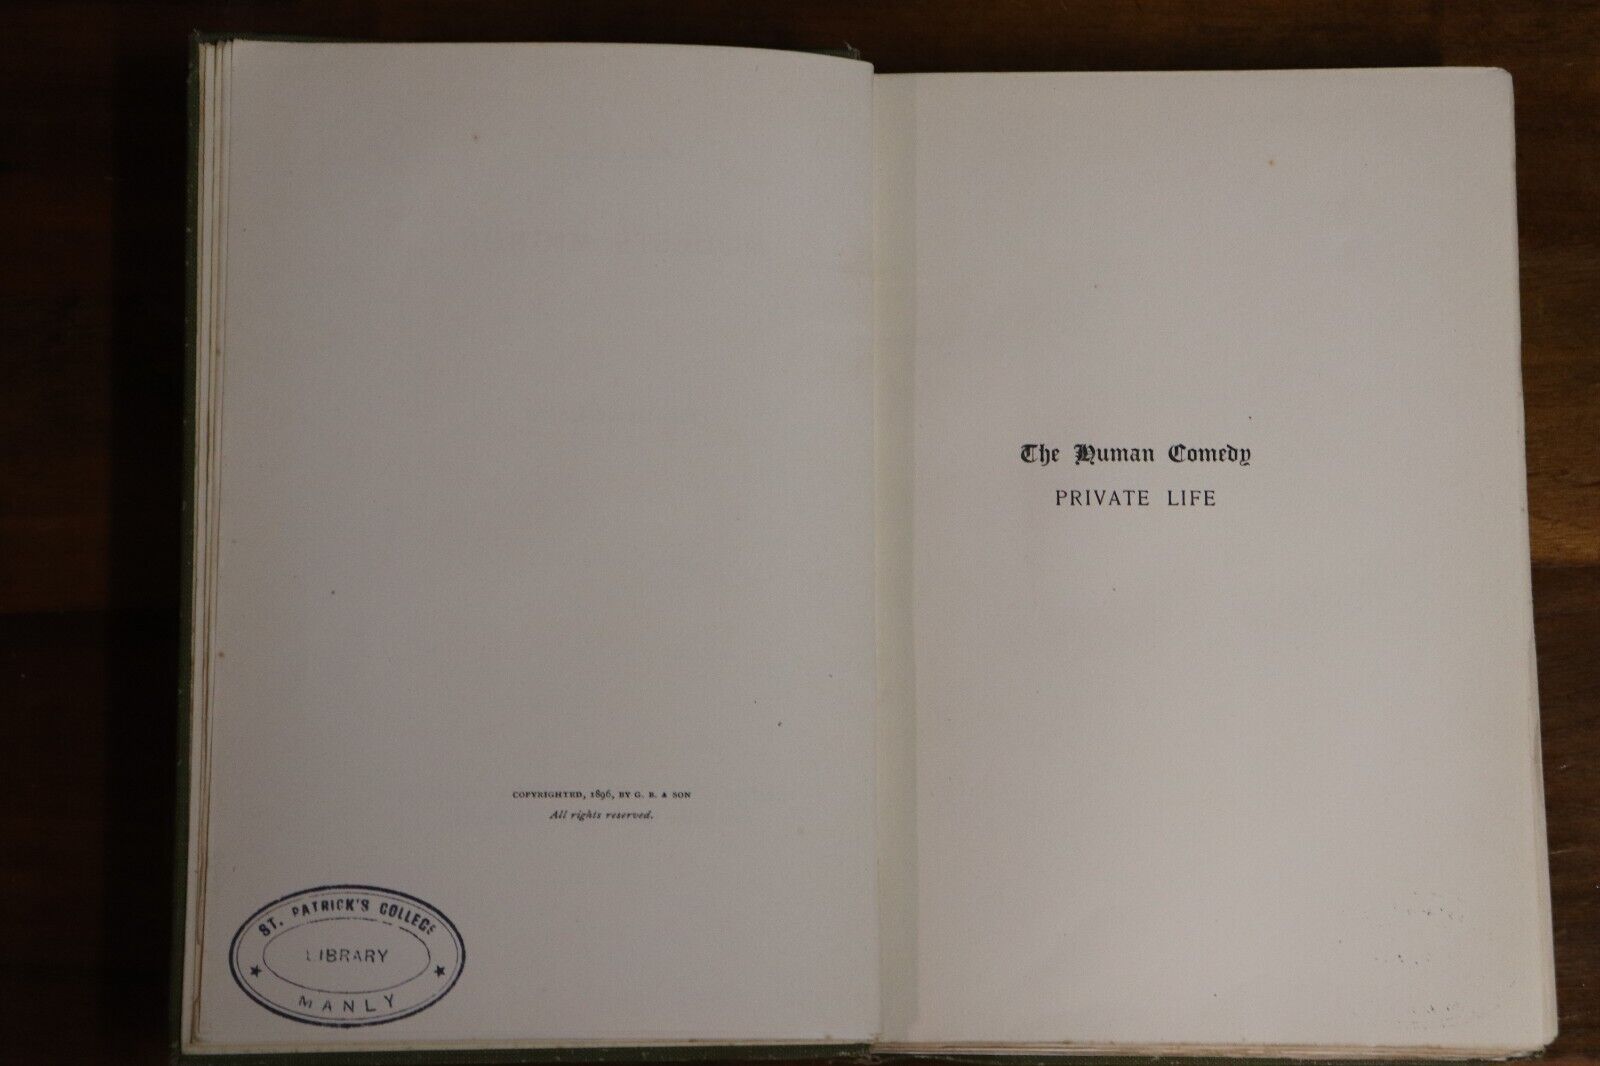 COPYRIGHTED, 1896, BY G. B. & SON
All rights reserved.
ST. PATRICK'S COLLEGE
LIBRARY
MANLY
The Human Comedy
PRIVATE LIFE